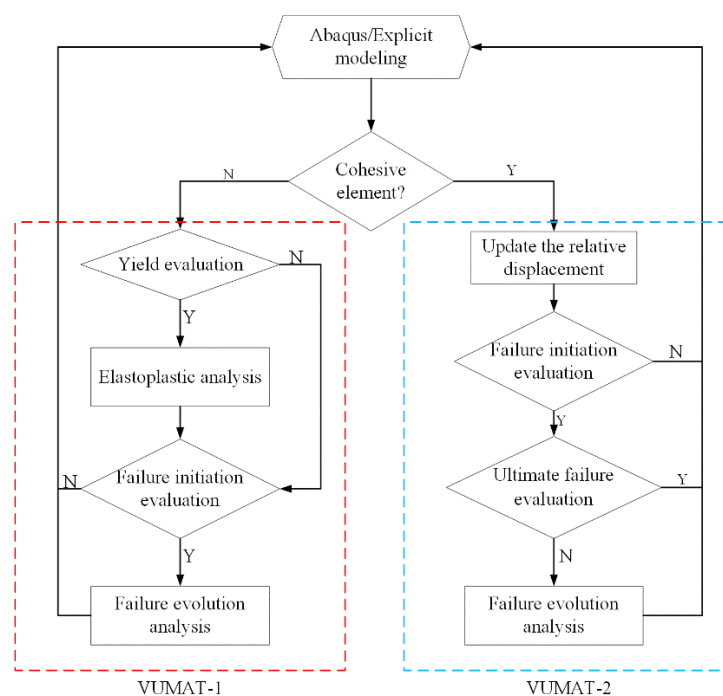 Abaqus/Explicit
modeling
Cohesive
element?
N
Y
Yield evaluation
N
Y
Elastoplastic analysis
Failure initiation
evaluation
N
Y
Failure evolution
analysis
VUMAT-1
Update the relative
displacement
Failure initiation
evaluation
N
Y
Ultimate failure
evaluation
Y
N
Failure evolution
analysis
VUMAT-2